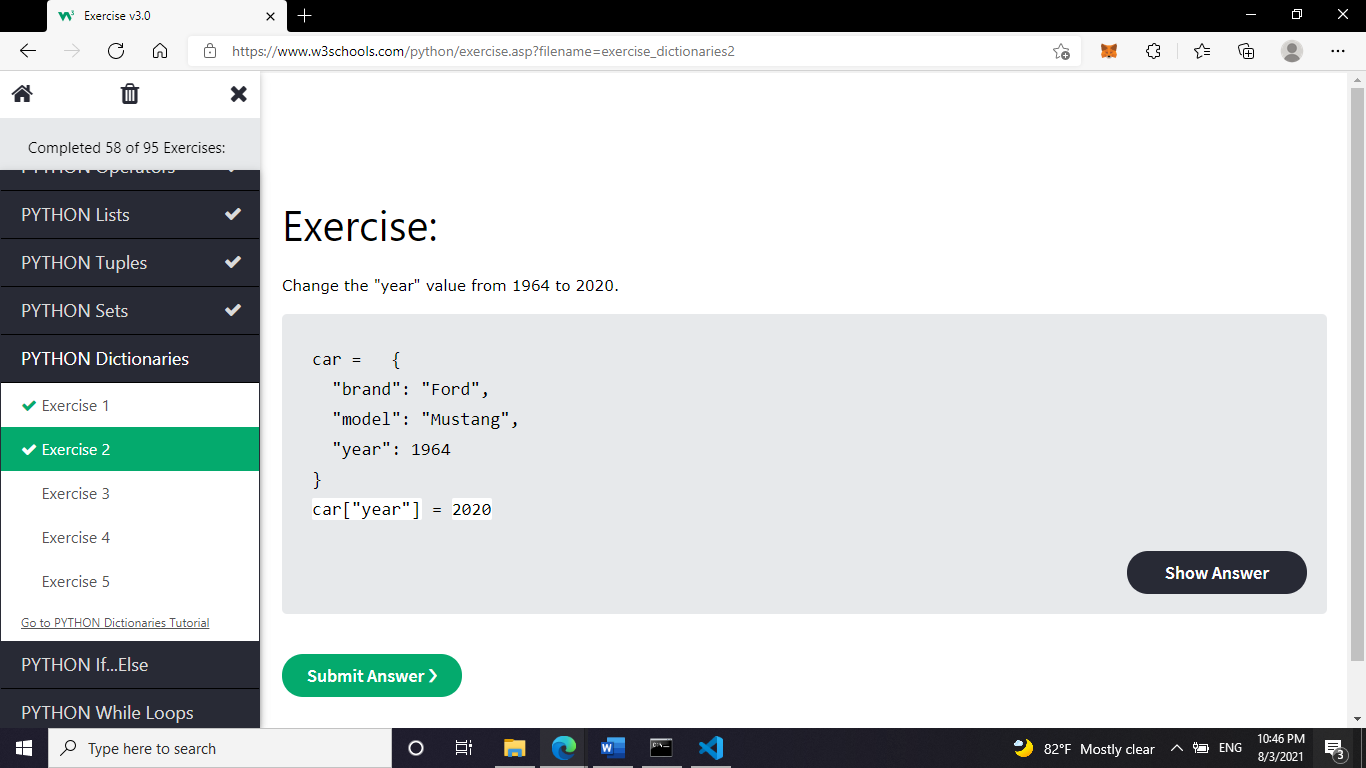 Exercise v3.0
https://www.w3schools.com/python/exercise.asp?filename=exercise_dictionaries2
Completed 58 of 95 Exercises:
PYTHON Operators
PYTHON Lists
PYTHON Tuples
PYTHON Sets
PYTHON Dictionaries
Exercise 1
Exercise 2
Exercise 3
Exercise 4
Exercise 5
Go to PYTHON Dictionaries Tutorial
PYTHON If...Else
PYTHON While Loops
Exercise:
Change the "year" value from 1964 to 2020.
car =   {
  "brand": "Ford",
  "model": "Mustang",
  "year": 1964
}
car["year"] = 2020
Show Answer
Submit Answer ❯
Type here to search
82°F Mostly clear
ENG
10:46 PM
8/3/2021
3